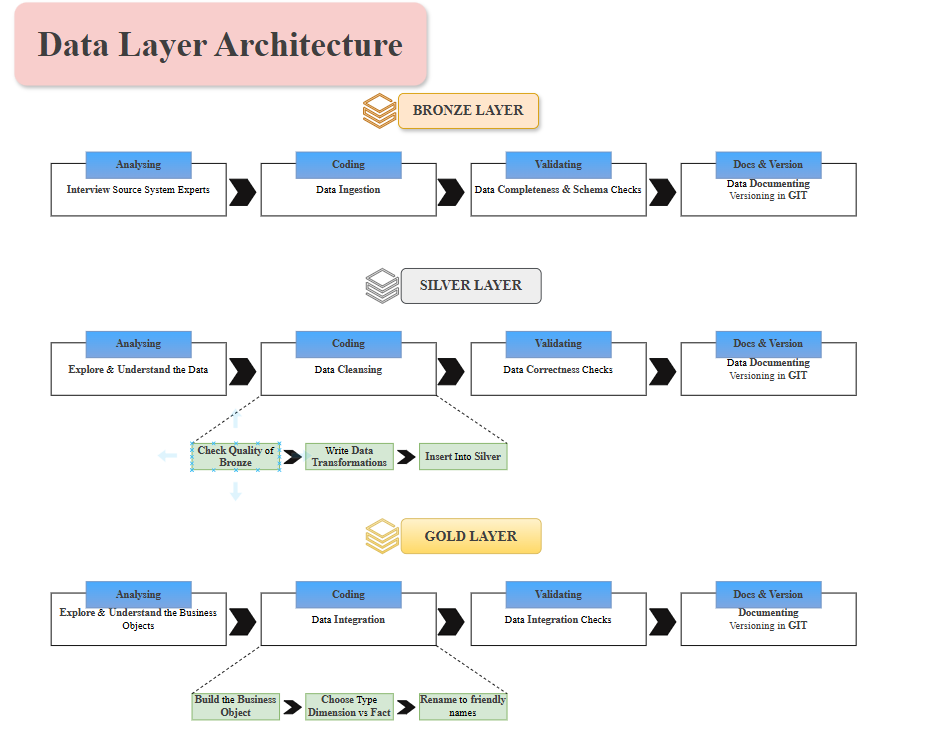 Data Layer Architecture
BRONZE LAYER
Analysing
Interview Source System Experts
Coding
Data Ingestion
Validating
Data Completeness & Schema Checks
Docs & Version
Data Documenting
Versioning in GIT
SILVER LAYER
Analysing
Explore & Understand the Data
Coding
Data Cleansing
Validating
Data Correctness Checks
Docs & Version
Data Documenting
Versioning in GIT
Check Quality of
Bronze
Write Data
Transformations
Insert Into Silver
GOLD LAYER
Analysing
Explore & Understand the Business
Objects
Coding
Data Integration
Validating
Data Integration Checks
Docs & Version
Documenting
Versioning in GIT
Build the Business
Object
Choose Type
Dimension vs Fact
Rename to friendly
names